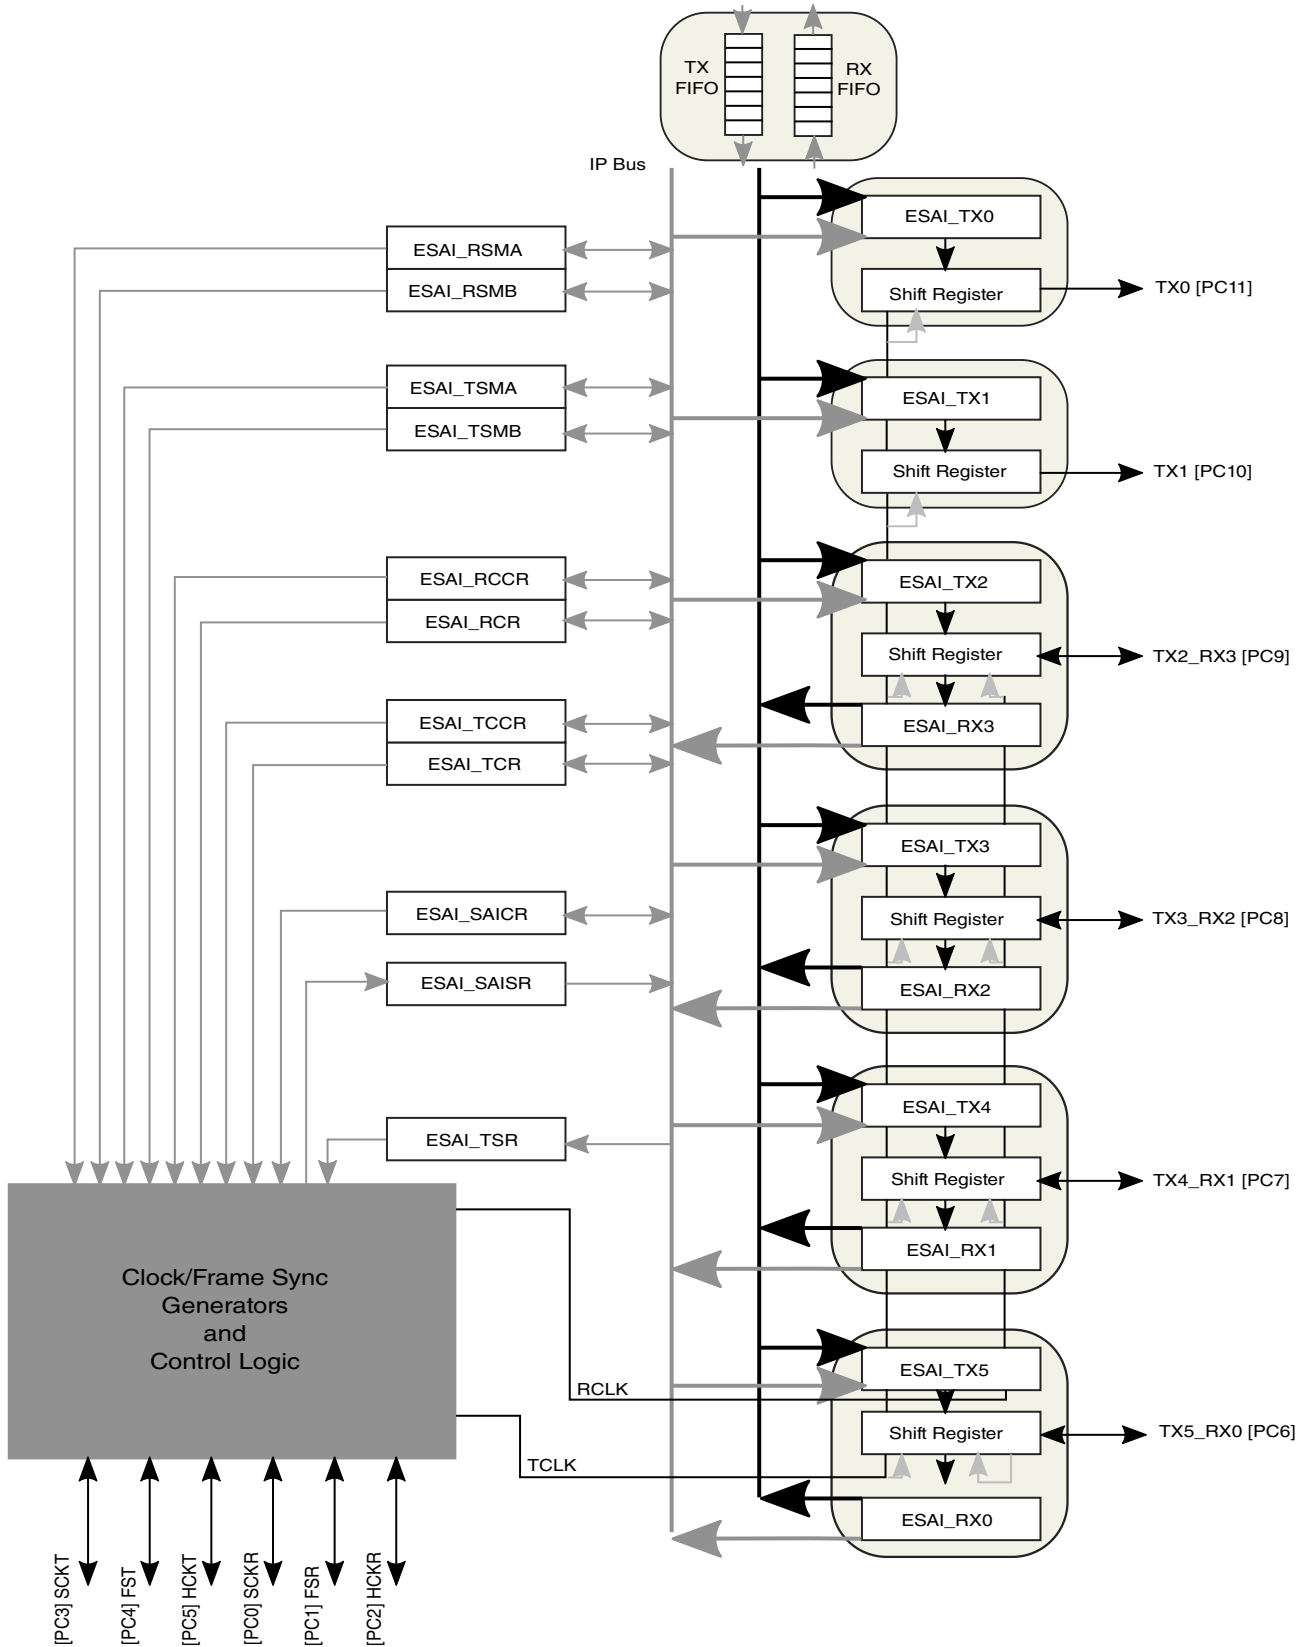 TX
FIFO
RX
FIFO
IP Bus
ESAI_RSMA
ESAI_RSMB
ESAI_TSMA
ESAI_TSMB
ESAI_RCCR
ESAI_RCR
ESAI_TCCR
ESAI_TCR
ESAI_SAICR
ESAI_SAISR
ESAI_TSR
ESAI_TX0
Shift Register
TX0 [PC11]
ESAI_TX1
Shift Register
TX1 [PC10]
ESAI_TX2
Shift Register
TX2_RX3 [PC9]
ESAI_RX3
ESAI_TX3
Shift Register
TX3_RX2 [PC8]
ESAI_RX2
ESAI_TX4
Shift Register
TX4_RX1 [PC7]
ESAI_RX1
ESAI_TX5
Shift Register
TX5_RX0 [PC6]
ESAI_RX0
Clock/Frame Sync
Generators
and
Control Logic
RCLK
TCLK
[PC3] SCKT
[PC4] FST
[PC5] HCKT
[PC0] SCKR
[PC1] FSR
[PC2] HCKR